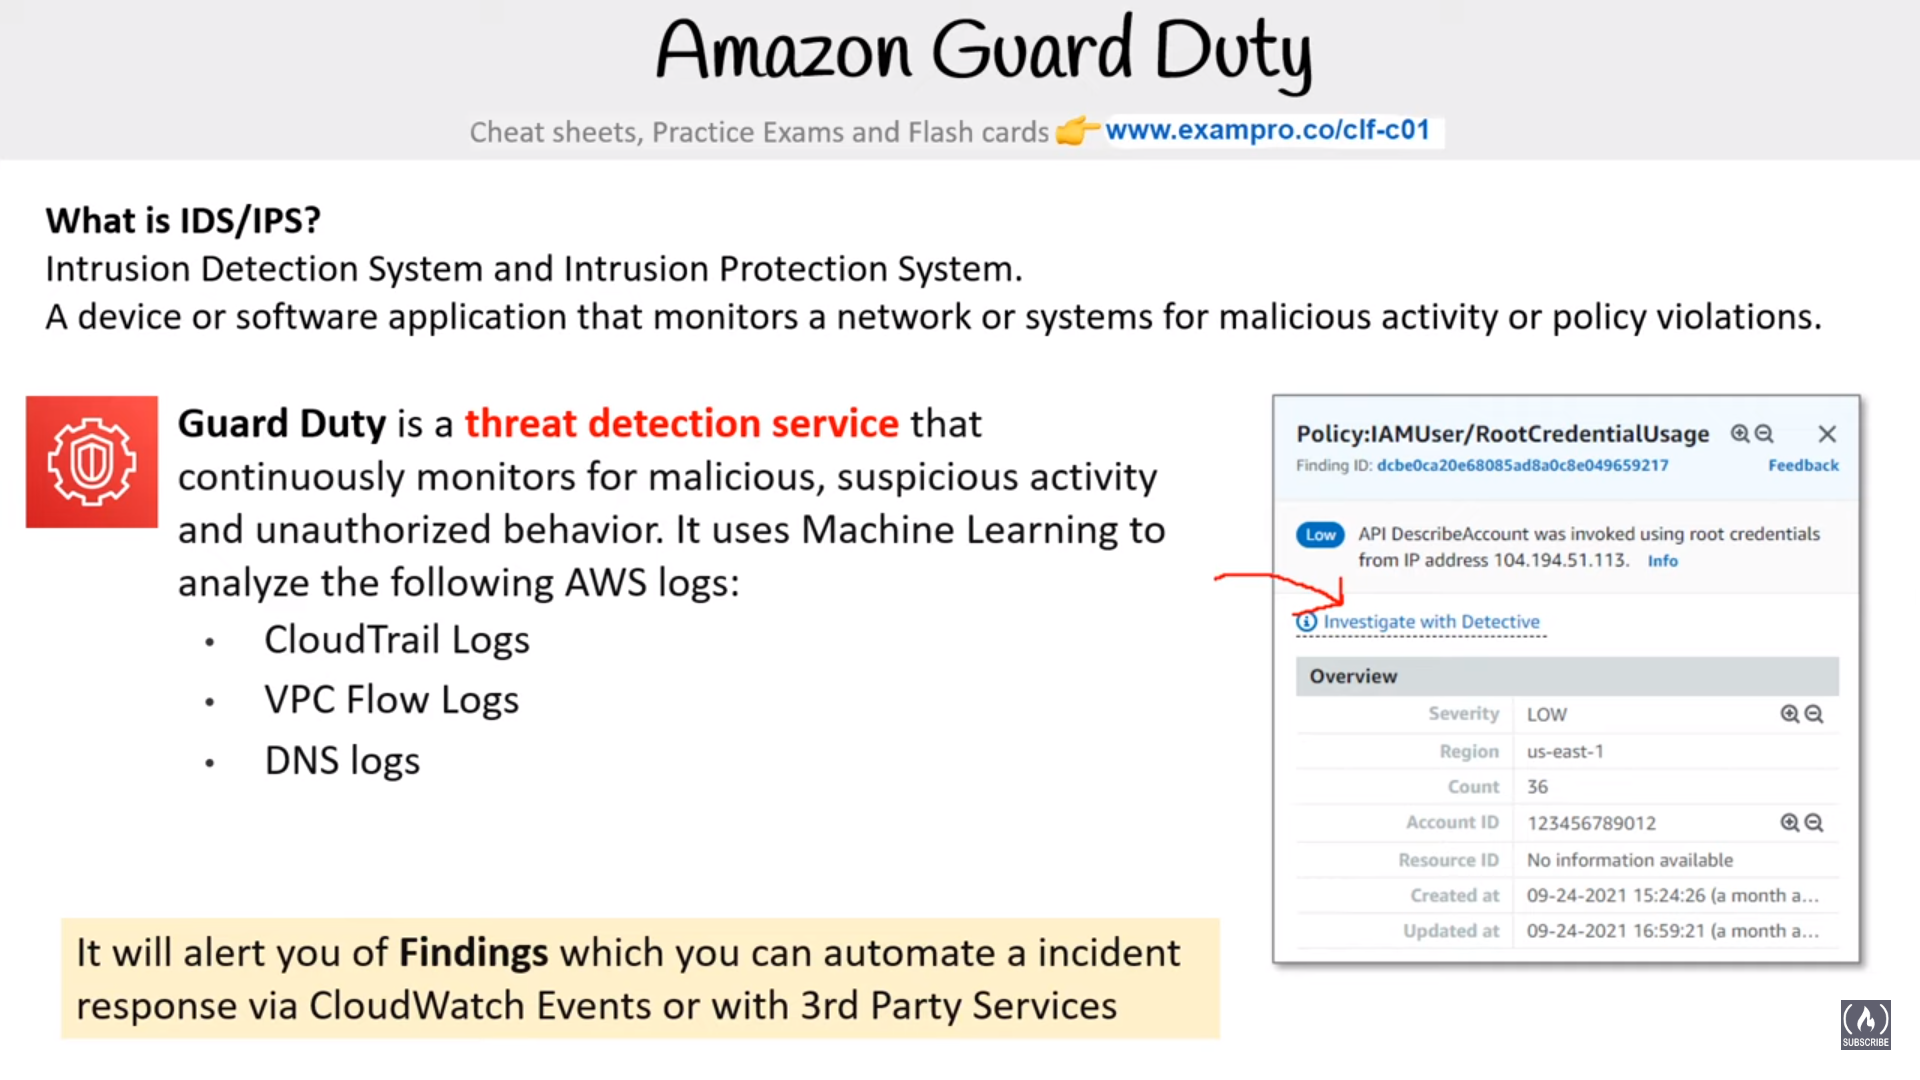 Amazon Guard Duty
Cheat sheets, Practice Exams and Flash cards 👉 www.exampro.co/clf-c01
What is IDS/IPS?
Intrusion Detection System and Intrusion Protection System.
A device or software application that monitors a network or systems for malicious activity or policy violations.
Guard Duty is a threat detection service that
continuously monitors for malicious, suspicious activity
and unauthorized behavior. It uses Machine Learning to
analyze the following AWS logs:
• CloudTrail Logs
• VPC Flow Logs
• DNS logs
It will alert you of Findings which you can automate a incident
response via CloudWatch Events or with 3rd Party Services
Policy:IAMUser/RootCredentialUsage
Finding ID: dcbe0ca20e68085ad8a0c8e049659217 Feedback
Low API DescribeAccount was invoked using root credentials
from IP address 104.194.51.113. Info
Investigate with Detective
Overview
Severity LOW
Region us-east-1
Count 36
Account ID 123456789012
Resource ID No information available
Created at 09-24-2021 15:24:26 (a month a...
Updated at 09-24-2021 16:59:21 (a month a...
SUBSCRIBE